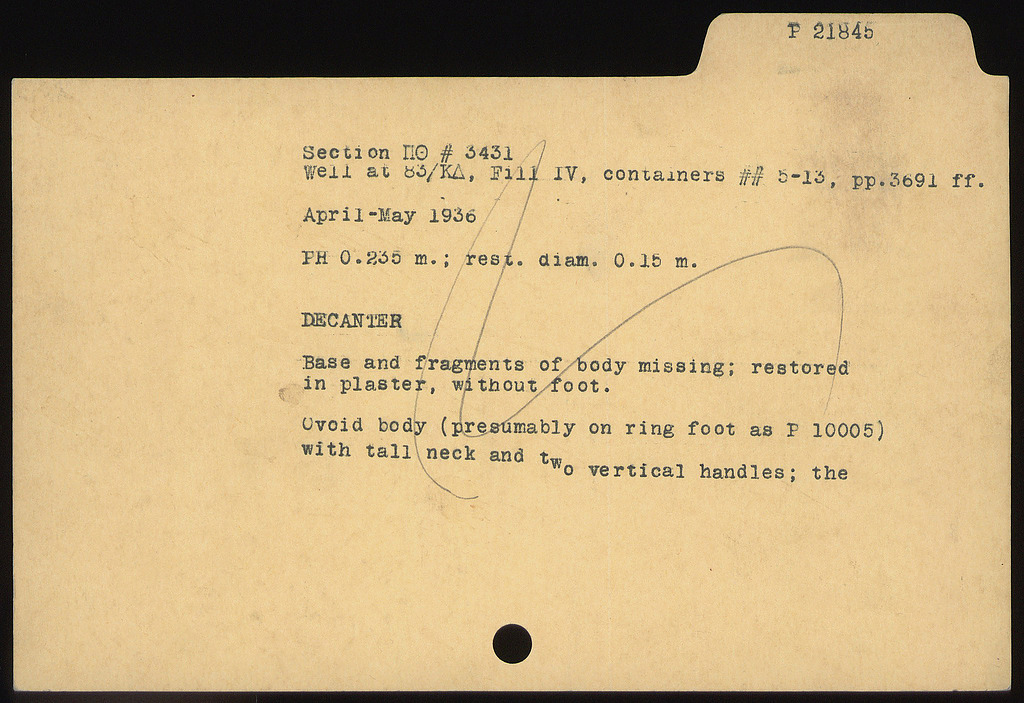 P 21845
Section ΠΘ # 3431
Well at 83/ΚΔ, Fill IV, containers ## 5-13, pp.3691 ff.
April-May 1936
PH 0.235 m.; rest. diam. 0.15 m.
DECANTER
Base and fragments of body missing; restored
in plaster, without foot.
Ovoid body (presumably on ring foot as P 10005)
with tall neck and two vertical handles; the